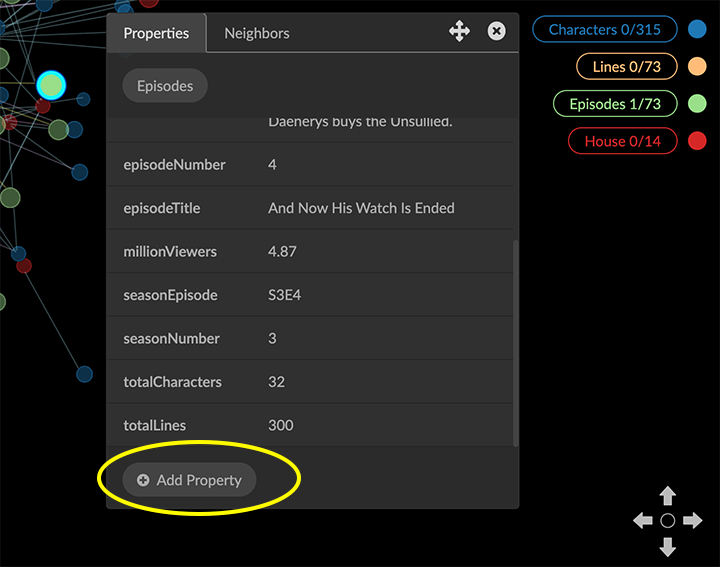 Properties
Neighbors
Characters 0/315
Lines 0/73
Episodes 1/73
House 0/14
Episodes
Daenerys buys the Unsullied.
episodeNumber 4
episodeTitle And Now His Watch Is Ended
millionViewers 4.87
seasonEpisode S3E4
seasonNumber 3
totalCharacters 32
totalLines 300
Add Property